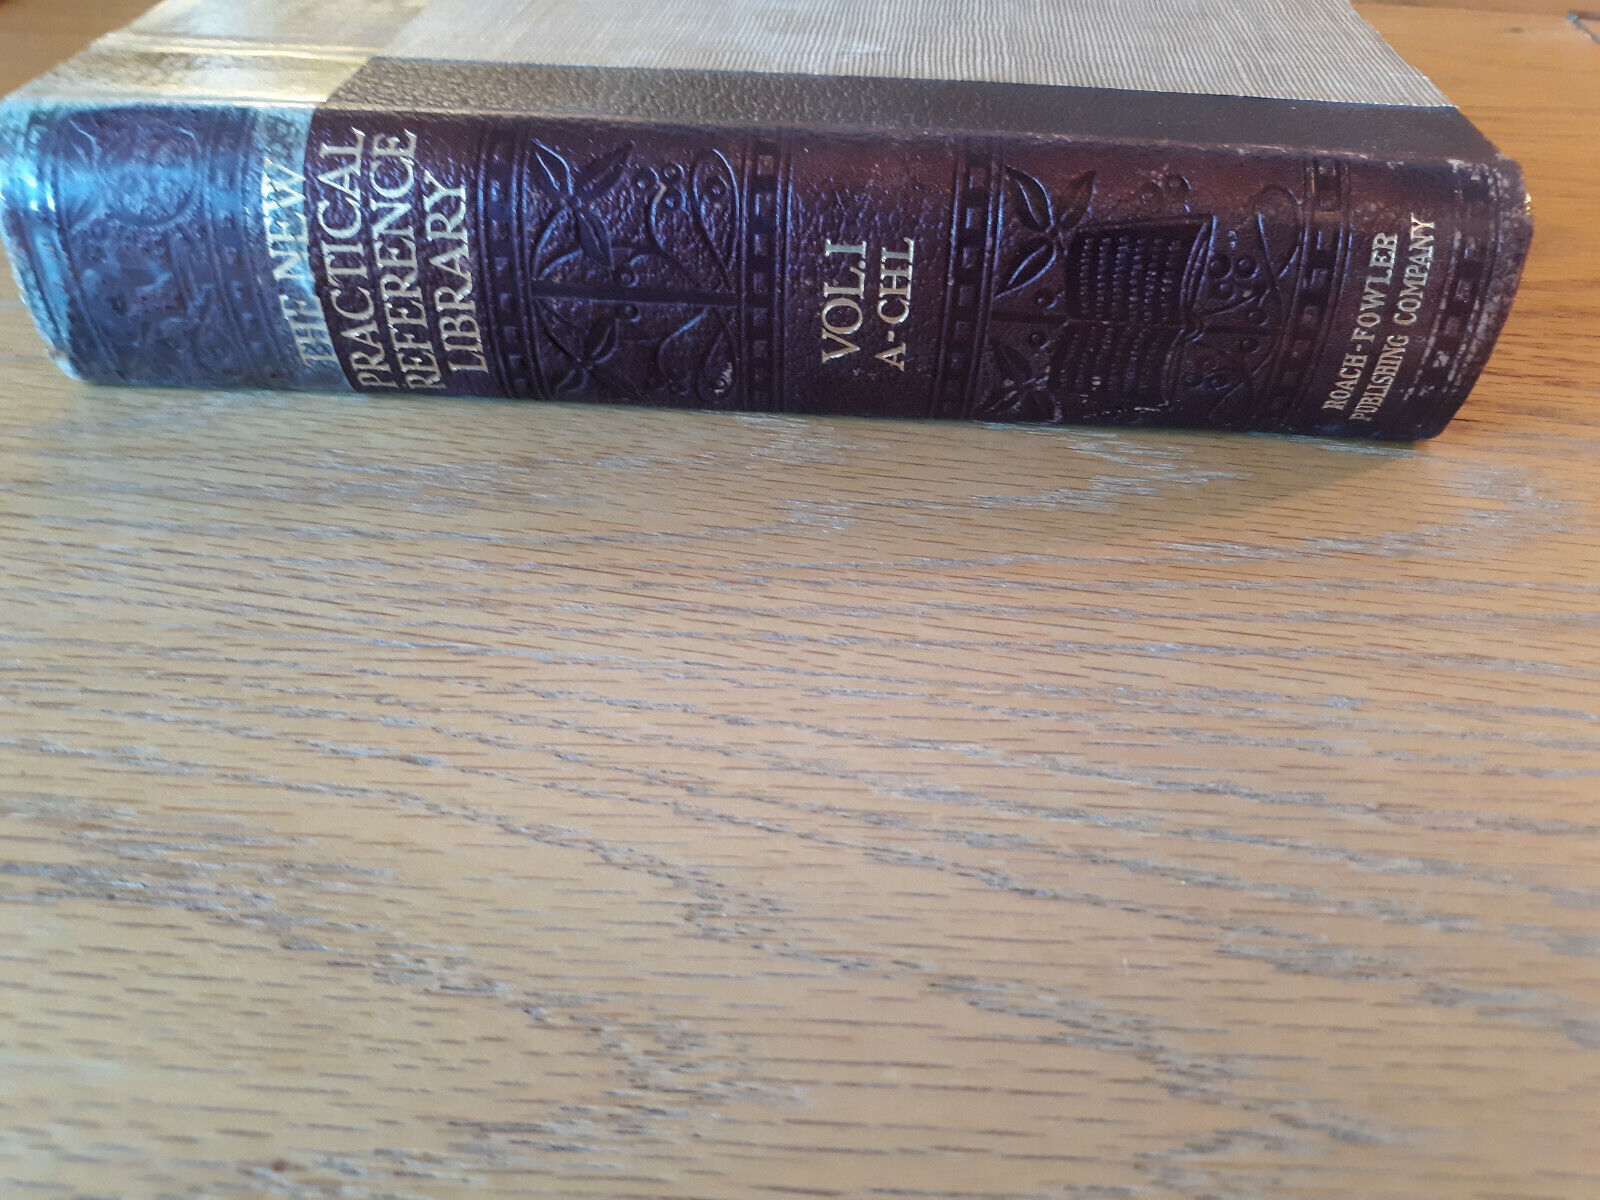 THE NEW
PRACTICAL
REFERENCE
LIBRARY
VOL. I
A-CHL
ROACH-FOWLER
PUBLISHING COMPANY